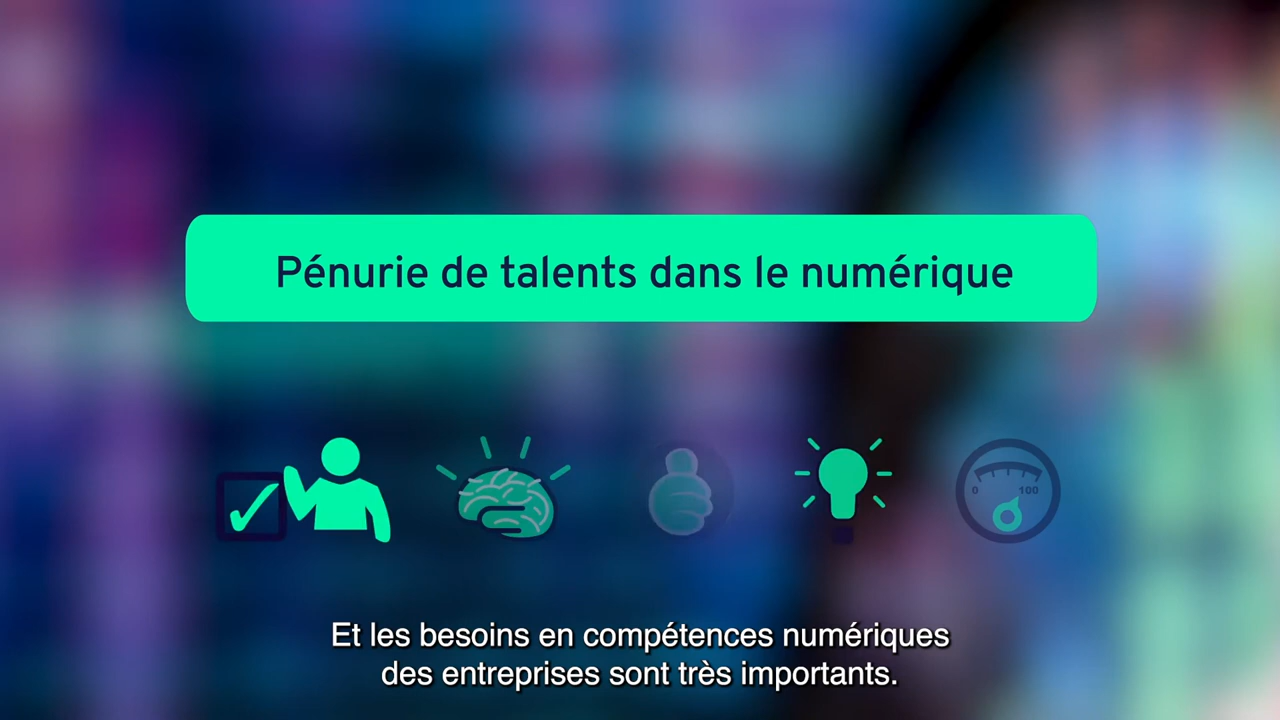 Pénurie de talents dans le numérique
0 100
Et les besoins en compétences numériques
des entreprises sont très importants.